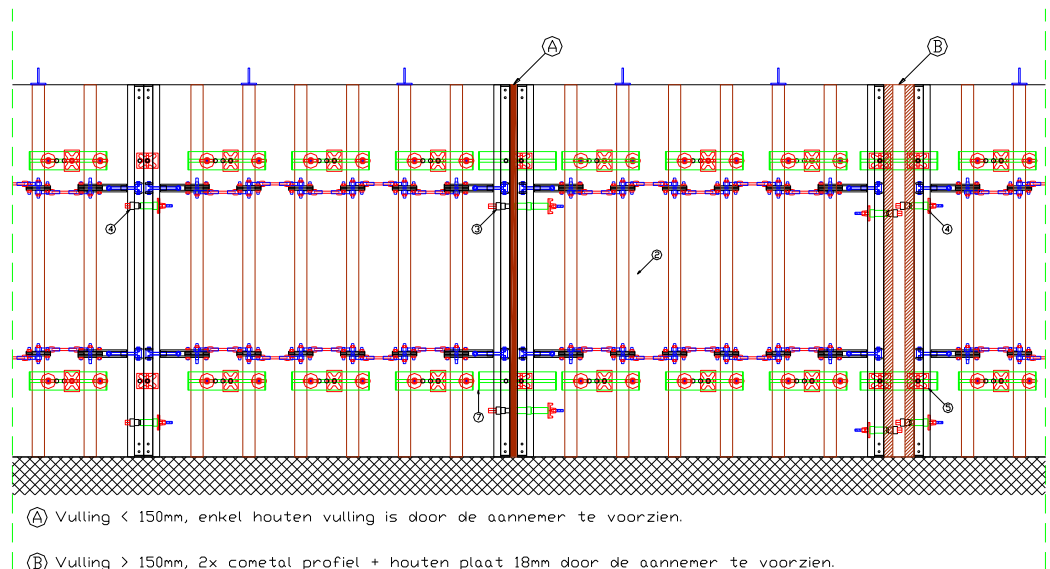 A
B
4
3
2
4
7
5
A Vulling < 150mm, enkel houten vulling is door de aannemer te voorzien.
B Vulling > 150mm, 2x cometal profiel + houten plaat 18mm door de aannemer te voorzien.